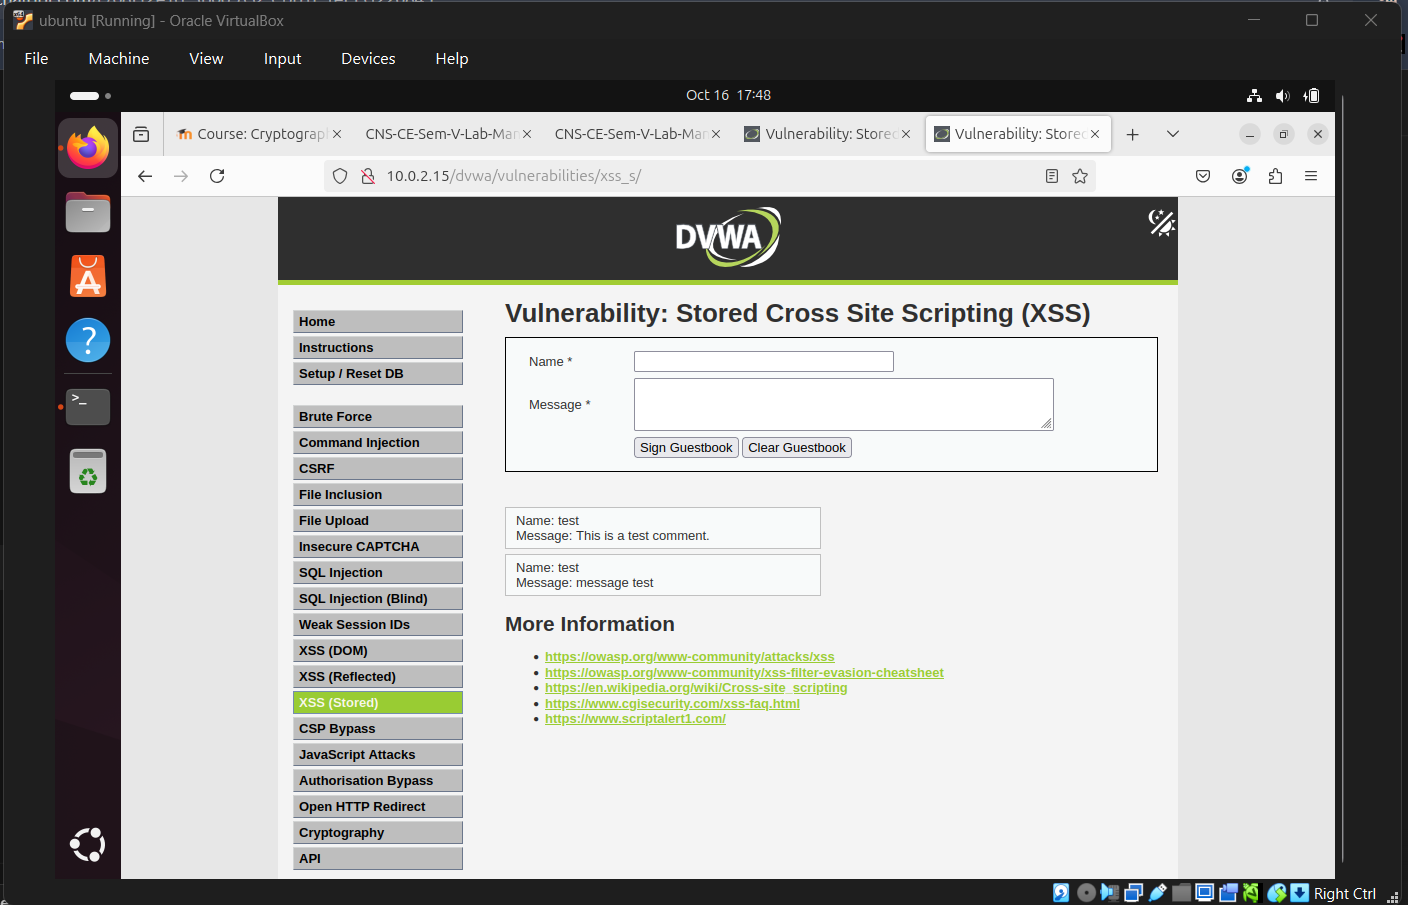 ubuntu [Running] - Oracle VirtualBox
File Machine View Input Devices Help
Oct 16 17:48
Course: Cryptograp
CNS-CE-Sem-V-Lab-Man
CNS-CE-Sem-V-Lab-Man
Vulnerability: Stored
Vulnerability: Stored
10.0.2.15/dvwa/vulnerabilities/xss_s/
DVWA
Home
Instructions
Setup / Reset DB
Brute Force
Command Injection
CSRF
File Inclusion
File Upload
Insecure CAPTCHA
SQL Injection
SQL Injection (Blind)
Weak Session IDs
XSS (DOM)
XSS (Reflected)
XSS (Stored)
CSP Bypass
JavaScript Attacks
Authorisation Bypass
Open HTTP Redirect
Cryptography
API
Vulnerability: Stored Cross Site Scripting (XSS)
Name *
Message *
Sign Guestbook Clear Guestbook
Name: test
Message: This is a test comment.
Name: test
Message: message test
More Information
https://owasp.org/www-community/attacks/xss
https://owasp.org/www-community/xss-filter-evasion-cheatsheet
https://en.wikipedia.org/wiki/Cross-site_scripting
https://www.cgisecurity.com/xss-faq.html
https://www.scriptalert1.com/
Right Ctrl